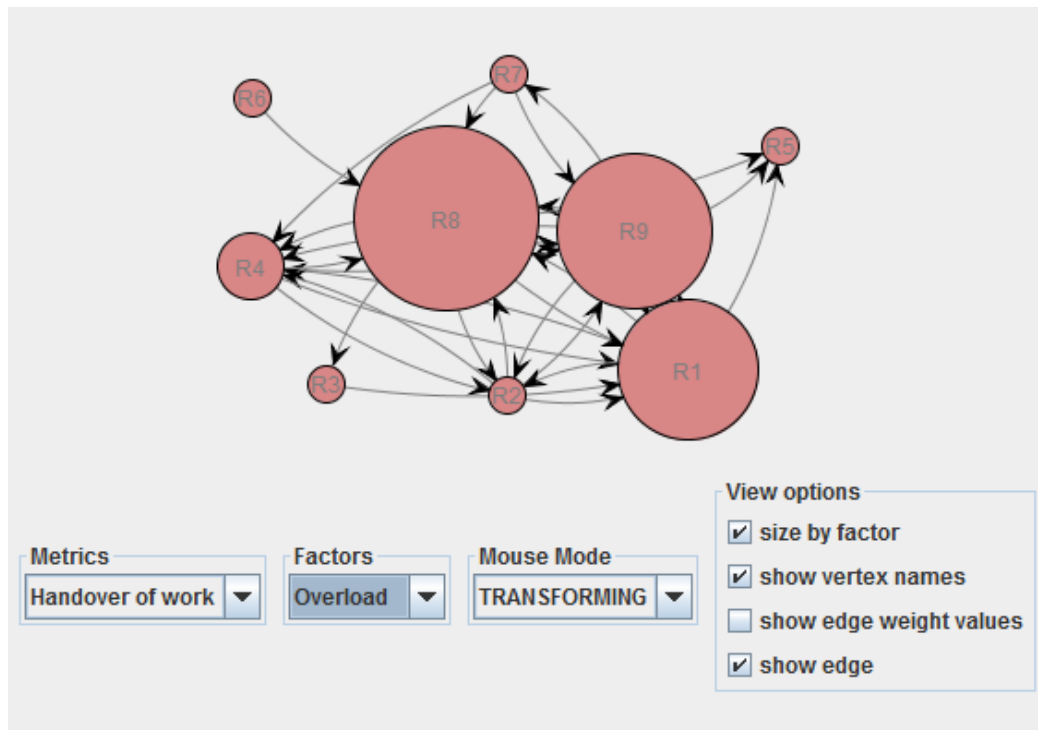 R7
R6
R5
R8
R9
R4
R1
R3
R2
View options
size by factor
Metrics
Factors
Mouse Mode
show vertex names
Handover of work
Overload
TRANSFORMING
show edge weight values
show edge